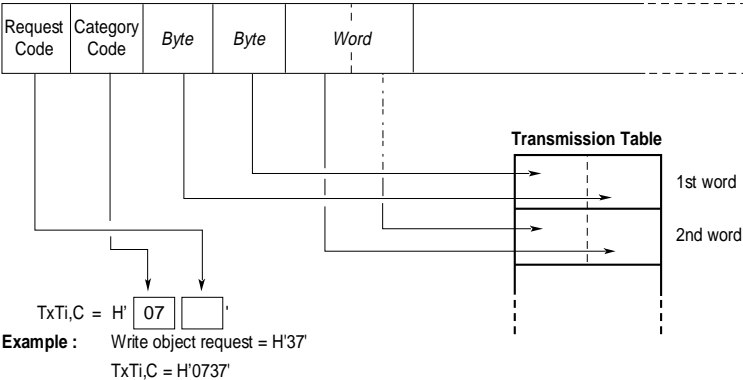 Request Code
Category Code
Byte
Byte
Word
Transmission Table
1st word
2nd word
TxTi,C = H' 07 '
Example : Write object request = H'37'
TxTi,C = H'0737'